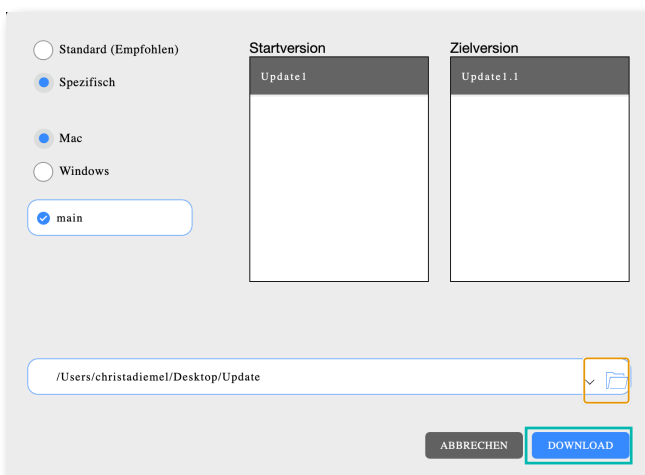 Standard (Empfohlen)
Spezifisch
Mac
Windows
main
Startversion
Update1
Zielversion
Update1.1
/Users/christadiemel/Desktop/Update
ABBRECHEN
DOWNLOAD